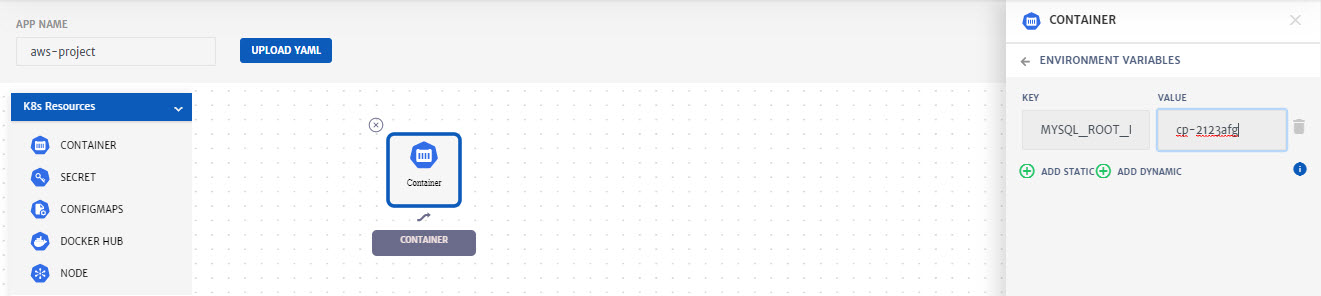 APP NAME
aws-project
UPLOAD YAML
K8s Resources
CONTAINER
SECRET
CONFIGMAPS
DOCKER HUB
NODE
Container
CONTAINER
CONTAINER
ENVIRONMENT VARIABLES
KEY VALUE
MYSQL_ROOT_ cp-2123afg
ADD STATIC ADD DYNAMIC